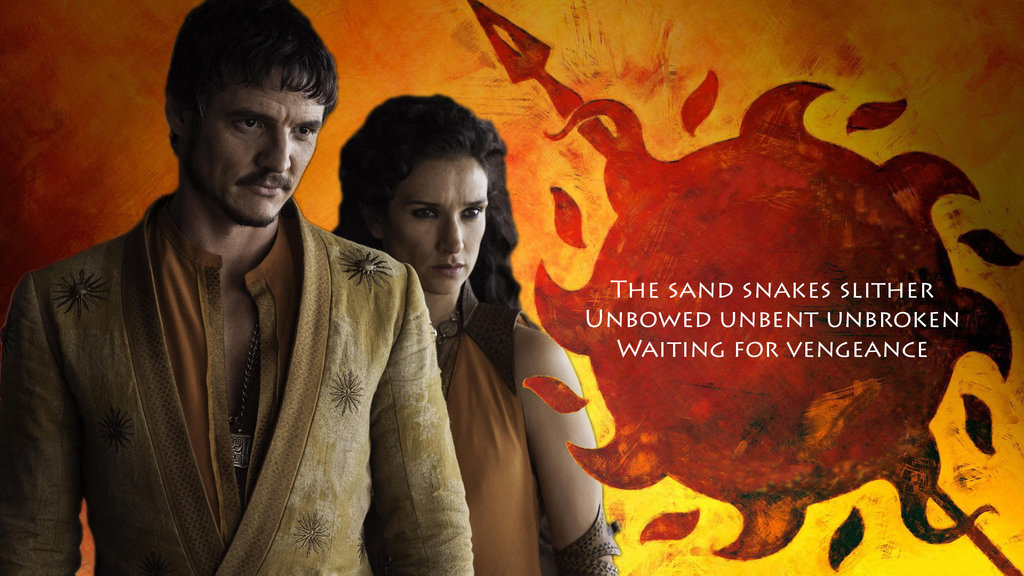 The sand snakes slither
Unbowed unbent unbroken
Waiting for vengeance